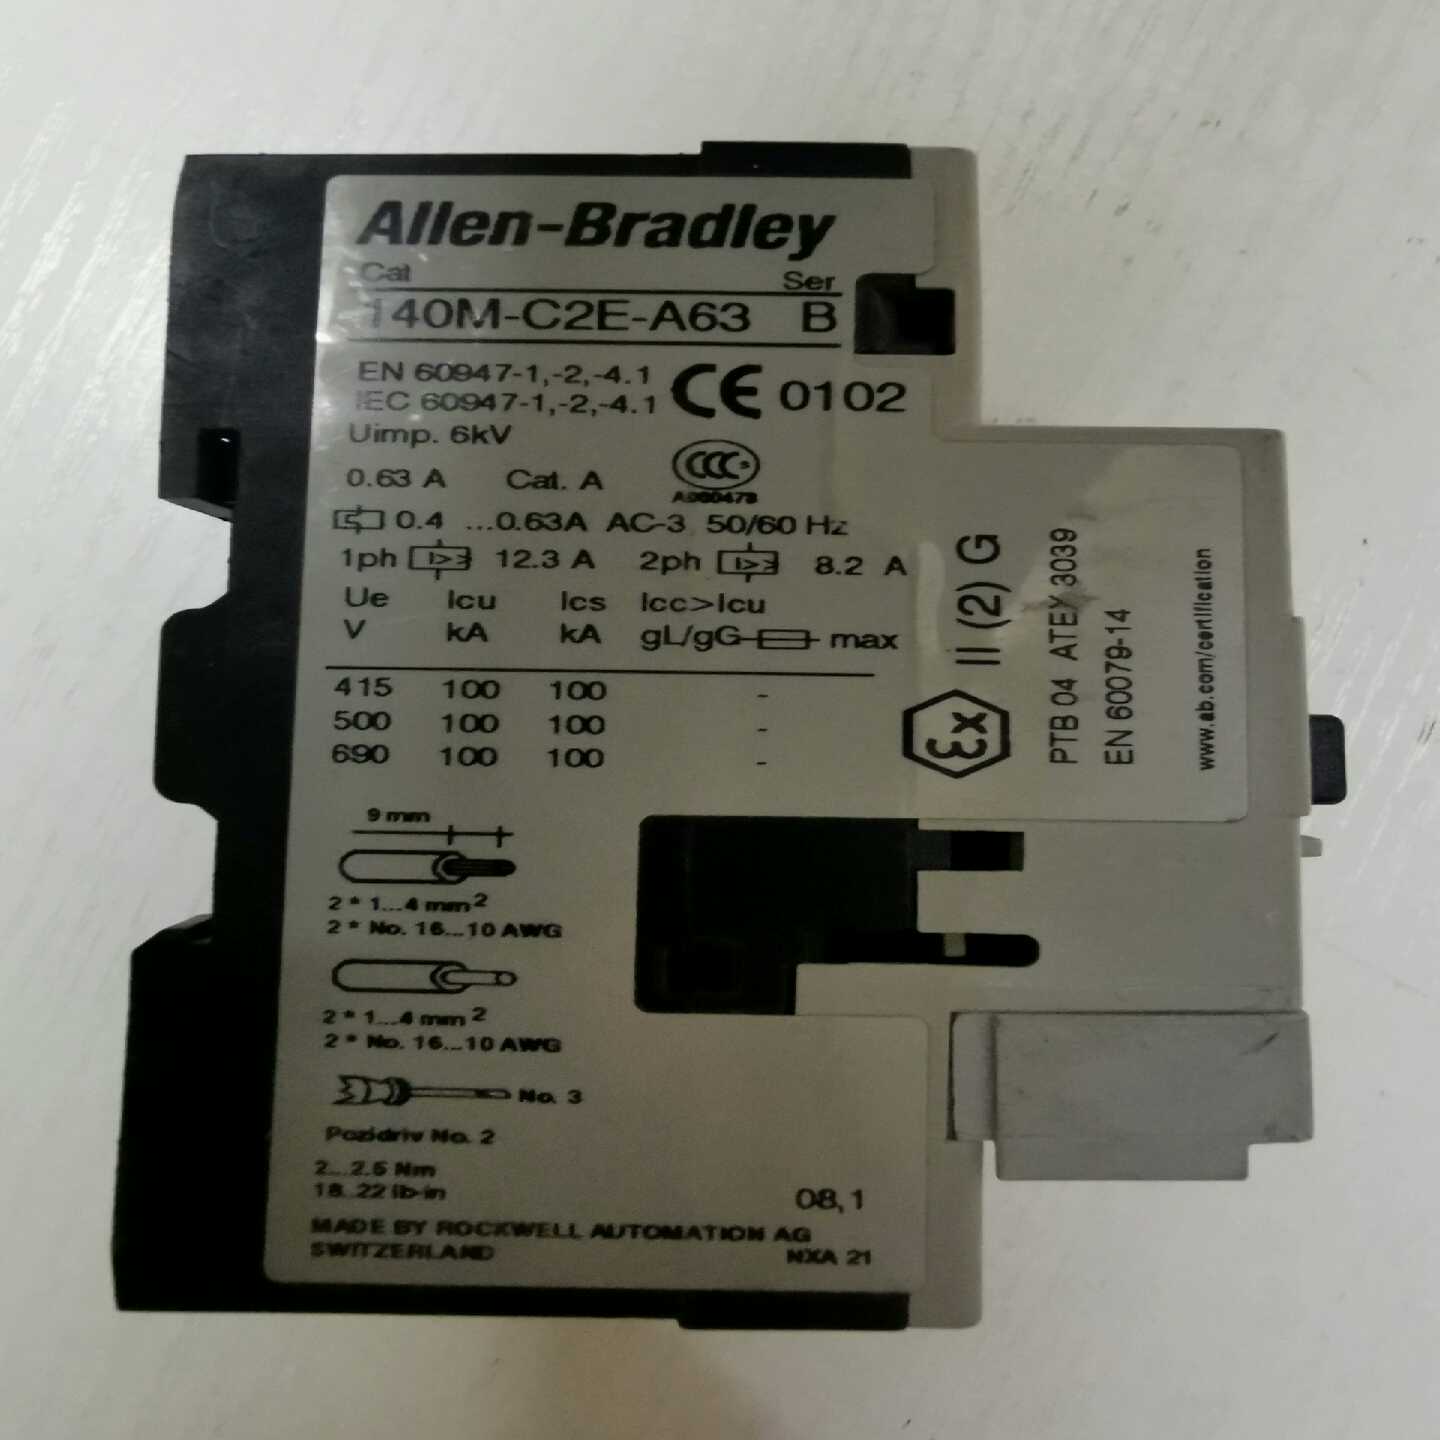 Allen-Bradley
Cat Ser
140M-C2E-A63 B
EN 60947-1,-2,-4.1
IEC 60947-1,-2,-4.1
CE 0102
Uimp. 6kV
0.63 A Cat. A
CCC
0.4 ...0.63A AC-3 50/60 Hz
1ph I> 12.3 A 2ph I> 8.2 A
Ue Icu Ics Icc>Icu
V kA kA gL/gG max
415 100 100 -
500 100 100 -
690 100 100 -
9 mm
2 * 1...4 mm²
2 * No. 16...10 AWG
2 * 1...4 mm²
2 * No. 16...10 AWG
No. 3
Pozidriv No. 2
2...2.5 Nm
18..22 lb-in
08,1
MADE BY ROCKWELL AUTOMATION AG
SWITZERLAND NXA 21
Ex II (2) G
PTB 04 ATEX 3039
EN 60079-14
www.ab.com/certification